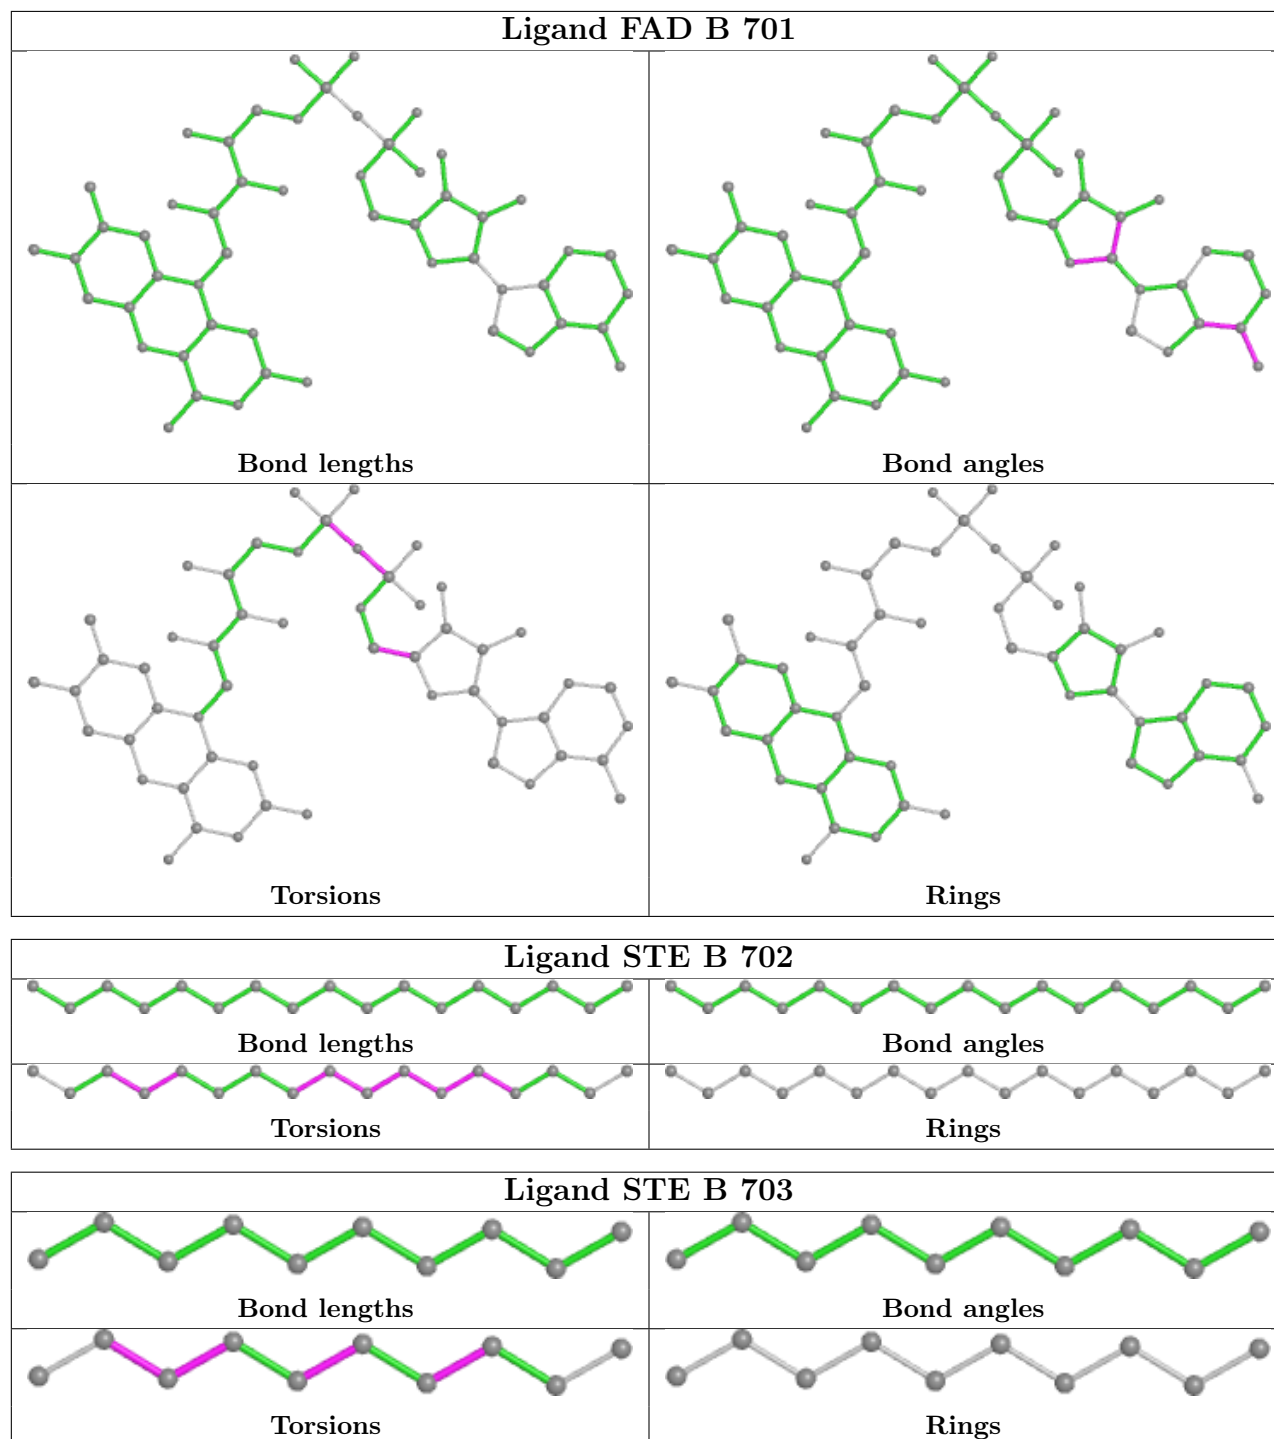 Ligand FAD B 701
Bond lengths
Bond angles
Torsions
Rings
Ligand STE B 702
Bond lengths
Bond angles
Torsions
Rings
Ligand STE B 703
Bond lengths
Bond angles
Torsions
Rings